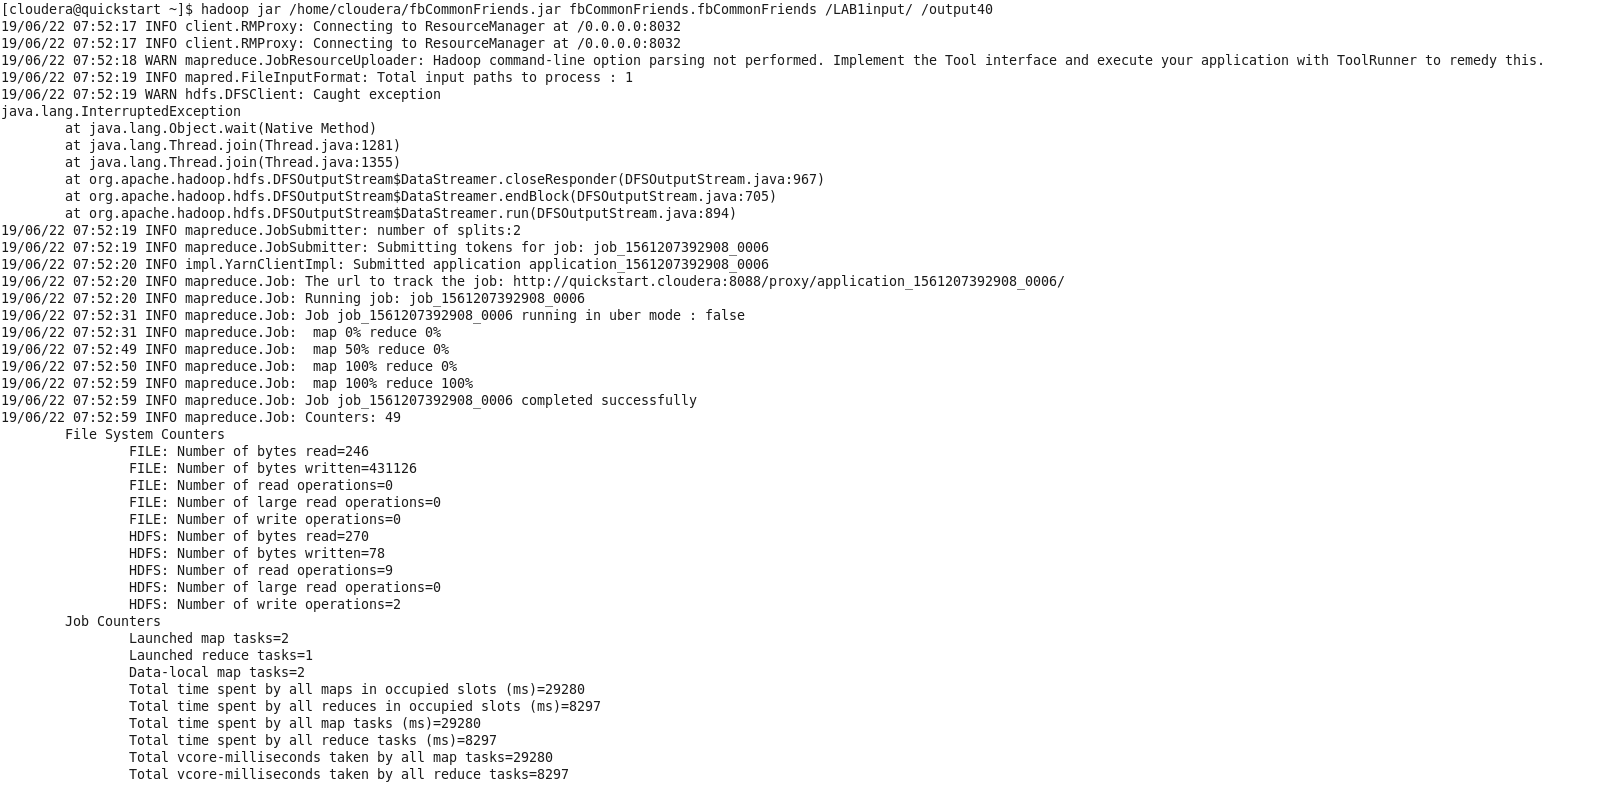 [cloudera@quickstart ~]$ hadoop jar /home/cloudera/fbCommonFriends.jar fbCommonFriends.fbCommonFriends /LAB1input/ /output40
19/06/22 07:52:17 INFO client.RMProxy: Connecting to ResourceManager at /0.0.0.0:8032
19/06/22 07:52:17 INFO client.RMProxy: Connecting to ResourceManager at /0.0.0.0:8032
19/06/22 07:52:18 WARN mapreduce.JobResourceUploader: Hadoop command-line option parsing not performed. Implement the Tool interface and execute your application with ToolRunner to remedy this.
19/06/22 07:52:19 INFO mapred.FileInputFormat: Total input paths to process : 1
19/06/22 07:52:19 WARN hdfs.DFSClient: Caught exception
java.lang.InterruptedException
        at java.lang.Object.wait(Native Method)
        at java.lang.Thread.join(Thread.java:1281)
        at java.lang.Thread.join(Thread.java:1355)
        at org.apache.hadoop.hdfs.DFSOutputStream$DataStreamer.closeResponder(DFSOutputStream.java:967)
        at org.apache.hadoop.hdfs.DFSOutputStream$DataStreamer.endBlock(DFSOutputStream.java:705)
        at org.apache.hadoop.hdfs.DFSOutputStream$DataStreamer.run(DFSOutputStream.java:894)
19/06/22 07:52:19 INFO mapreduce.JobSubmitter: number of splits:2
19/06/22 07:52:19 INFO mapreduce.JobSubmitter: Submitting tokens for job: job_1561207392908_0006
19/06/22 07:52:20 INFO impl.YarnClientImpl: Submitted application application_1561207392908_0006
19/06/22 07:52:20 INFO mapreduce.Job: The url to track the job: http://quickstart.cloudera:8088/proxy/application_1561207392908_0006/
19/06/22 07:52:20 INFO mapreduce.Job: Running job: job_1561207392908_0006
19/06/22 07:52:31 INFO mapreduce.Job: Job job_1561207392908_0006 running in uber mode : false
19/06/22 07:52:31 INFO mapreduce.Job:  map 0% reduce 0%
19/06/22 07:52:49 INFO mapreduce.Job:  map 50% reduce 0%
19/06/22 07:52:50 INFO mapreduce.Job:  map 100% reduce 0%
19/06/22 07:52:59 INFO mapreduce.Job:  map 100% reduce 100%
19/06/22 07:52:59 INFO mapreduce.Job: Job job_1561207392908_0006 completed successfully
19/06/22 07:52:59 INFO mapreduce.Job: Counters: 49
        File System Counters
                FILE: Number of bytes read=246
                FILE: Number of bytes written=431126
                FILE: Number of read operations=0
                FILE: Number of large read operations=0
                FILE: Number of write operations=0
                HDFS: Number of bytes read=270
                HDFS: Number of bytes written=78
                HDFS: Number of read operations=9
                HDFS: Number of large read operations=0
                HDFS: Number of write operations=2
        Job Counters
                Launched map tasks=2
                Launched reduce tasks=1
                Data-local map tasks=2
                Total time spent by all maps in occupied slots (ms)=29280
                Total time spent by all reduces in occupied slots (ms)=8297
                Total time spent by all map tasks (ms)=29280
                Total time spent by all reduce tasks (ms)=8297
                Total vcore-milliseconds taken by all map tasks=29280
                Total vcore-milliseconds taken by all reduce tasks=8297